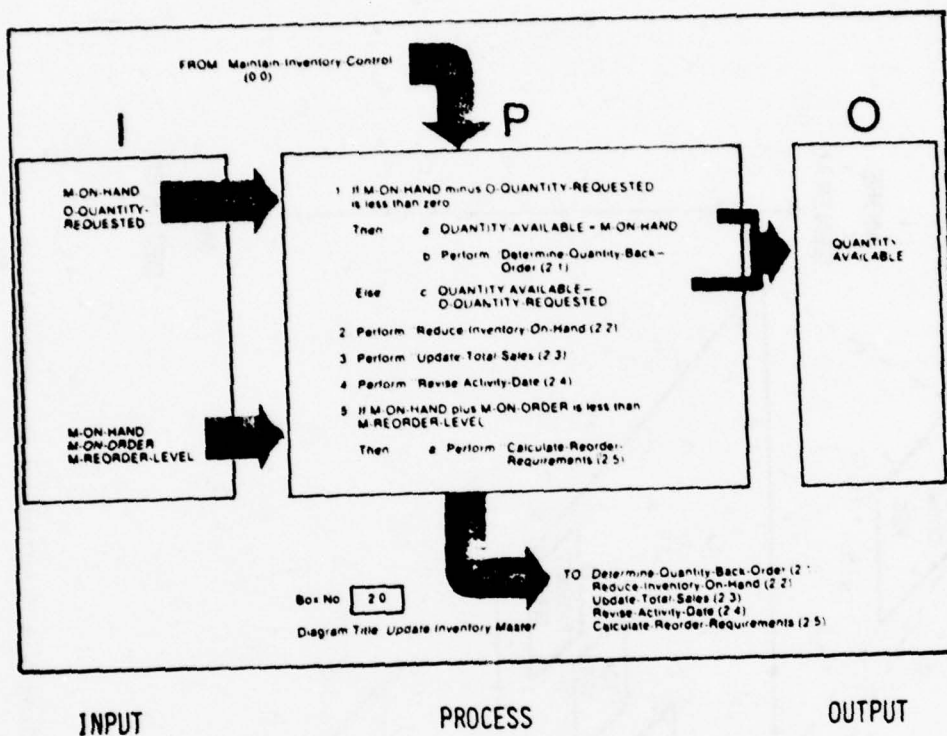 FROM Maintain-Inventory-Control
(0.0)
I
P
O
M-ON-HAND
O-QUANTITY-
REQUESTED
M-ON-HAND
M-ON-ORDER
M-REORDER-LEVEL
1 If M-ON-HAND minus O-QUANTITY-REQUESTED
is less than zero
Then a QUANTITY-AVAILABLE = M-ON-HAND
b Perform Determine-Quantity-Back-
Order (2.1)
Else c QUANTITY AVAILABLE =
O-QUANTITY-REQUESTED
2 Perform Reduce-Inventory-On-Hand (2.2)
3 Perform Update-Total-Sales (2.3)
4 Perform Revise Activity-Date (2.4)
5 If M-ON-HAND plus M-ON-ORDER is less than
M-REORDER-LEVEL
Then a Perform Calculate-Reorder-
Requirements (2.5)
QUANTITY-
AVAILABLE
TO Determine-Quantity-Back-Order (2.1
Reduce-Inventory-On-Hand (2.2)
Update-Total-Sales (2.3)
Revise-Activity-Date (2.4)
Calculate-Reorder-Requirements (2.5)
Box No 2.0
Diagram Title Update Inventory Master
INPUT PROCESS OUTPUT